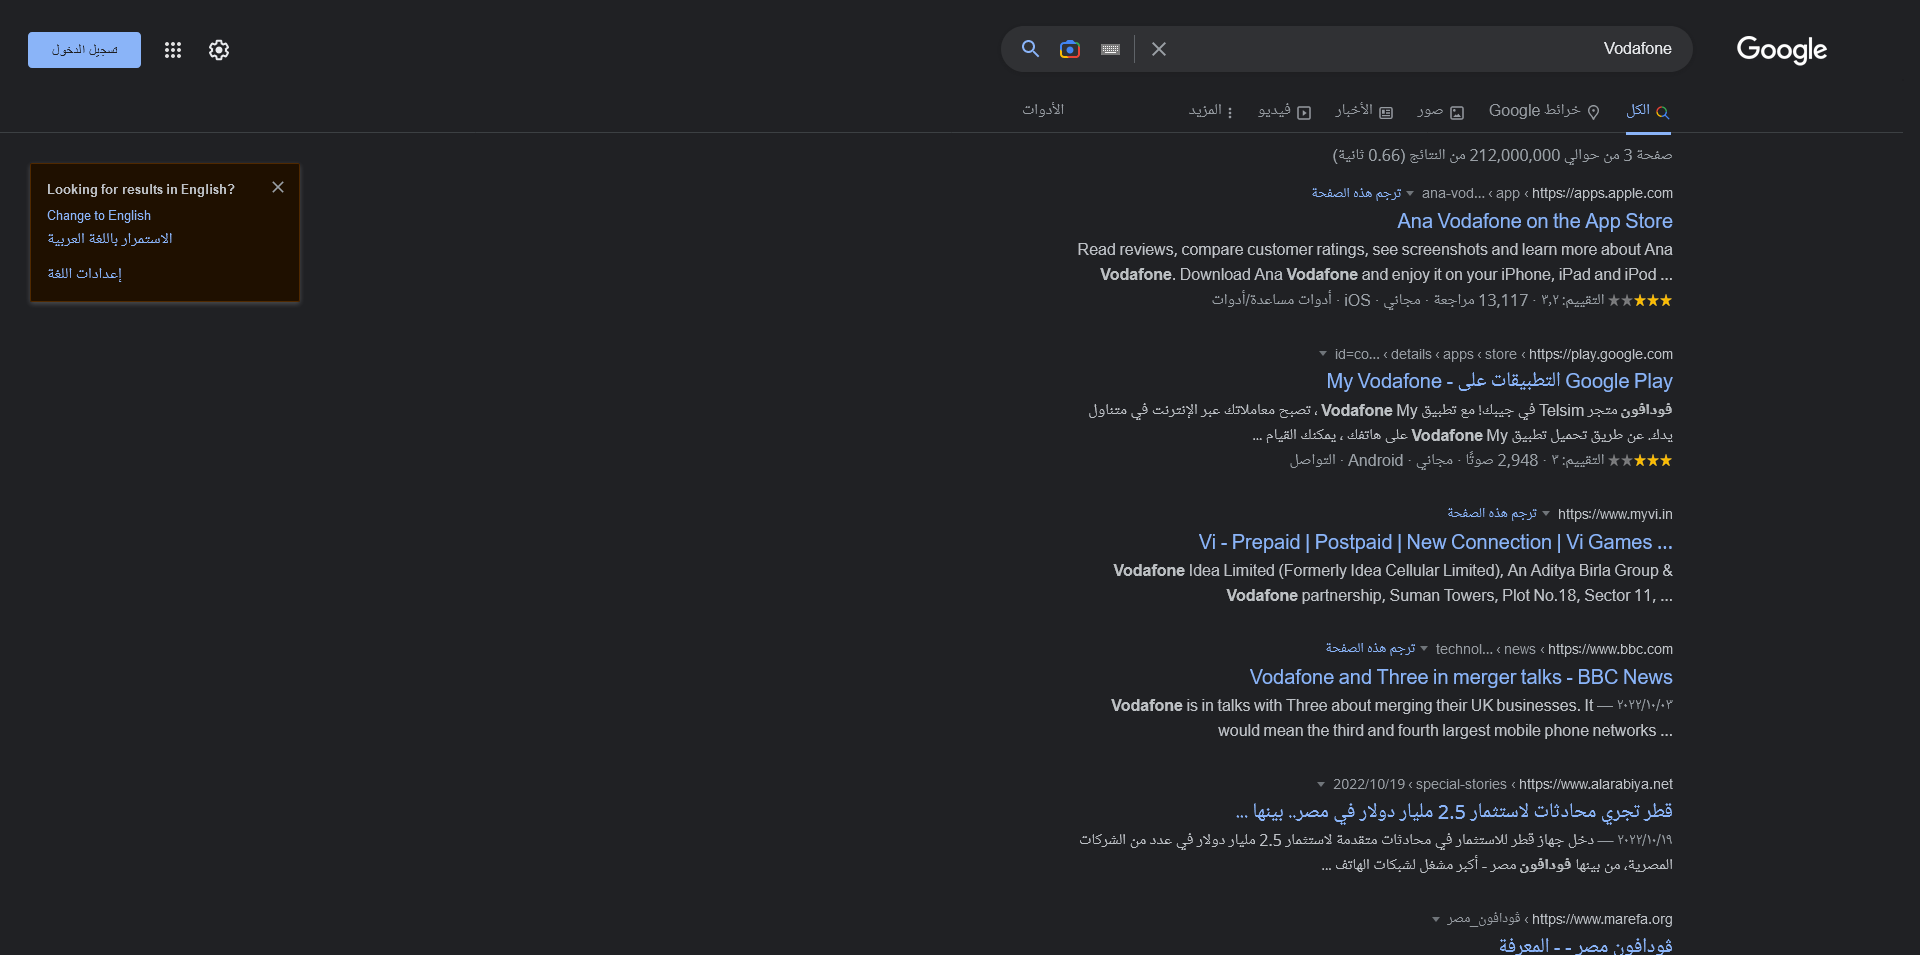 تسجيل الدخول
Vodafone
Google
الكل
خرائط Google
صور
الأخبار
فيديو
المزيد
الأدوات
صفحة 3 من حوالي 212,000,000 من النتائج (0.66 ثانية)
Looking for results in English?
Change to English
الاستمرار باللغة العربية
إعدادات اللغة
https://apps.apple.com › app › ana-vod... ترجم هذه الصفحة
Ana Vodafone on the App Store
Read reviews, compare customer ratings, see screenshots and learn more about Ana
Vodafone. Download Ana Vodafone and enjoy it on your iPhone, iPad and iPod ...
التقييم: ٣٫٢ · 13,117 مراجعة · مجاني · iOS · أدوات مساعدة/أدوات
https://play.google.com › store › apps › details › id=co...
My Vodafone - التطبيقات على Google Play
ڤودافون متجر Telsim في جيبك! مع تطبيق Vodafone My ، تصبح معاملاتك عبر الإنترنت في متناول
يدك. عن طريق تحميل تطبيق Vodafone My على هاتفك ، يمكنك القيام ...
التقييم: ٣ · 2,948 صوتًا · مجاني · Android · التواصل
https://www.myvi.in ترجم هذه الصفحة
Vi - Prepaid | Postpaid | New Connection | Vi Games ...
Vodafone Idea Limited (Formerly Idea Cellular Limited), An Aditya Birla Group &
Vodafone partnership, Suman Towers, Plot No.18, Sector 11, ...
https://www.bbc.com › news › technol... ترجم هذه الصفحة
Vodafone and Three in merger talks - BBC News
٢٠٢٢/١٠/٠٣ — Vodafone is in talks with Three about merging their UK businesses. It
would mean the third and fourth largest mobile phone networks ...
https://www.alarabiya.net › special-stories › 2022/10/19
قطر تجري محادثات لاستثمار 2.5 مليار دولار في مصر.. بينها ...
٢٠٢٢/١٠/١٩ — دخل جهاز قطر للاستثمار في محادثات متقدمة لاستثمار 2.5 مليار دولار في عدد من الشركات
المصرية، من بينها فودافون مصر - أكبر مشغل لشبكات الهاتف ...
https://www.marefa.org › ڤودافون_مصر
ڤودافون مصر - - المعرفة